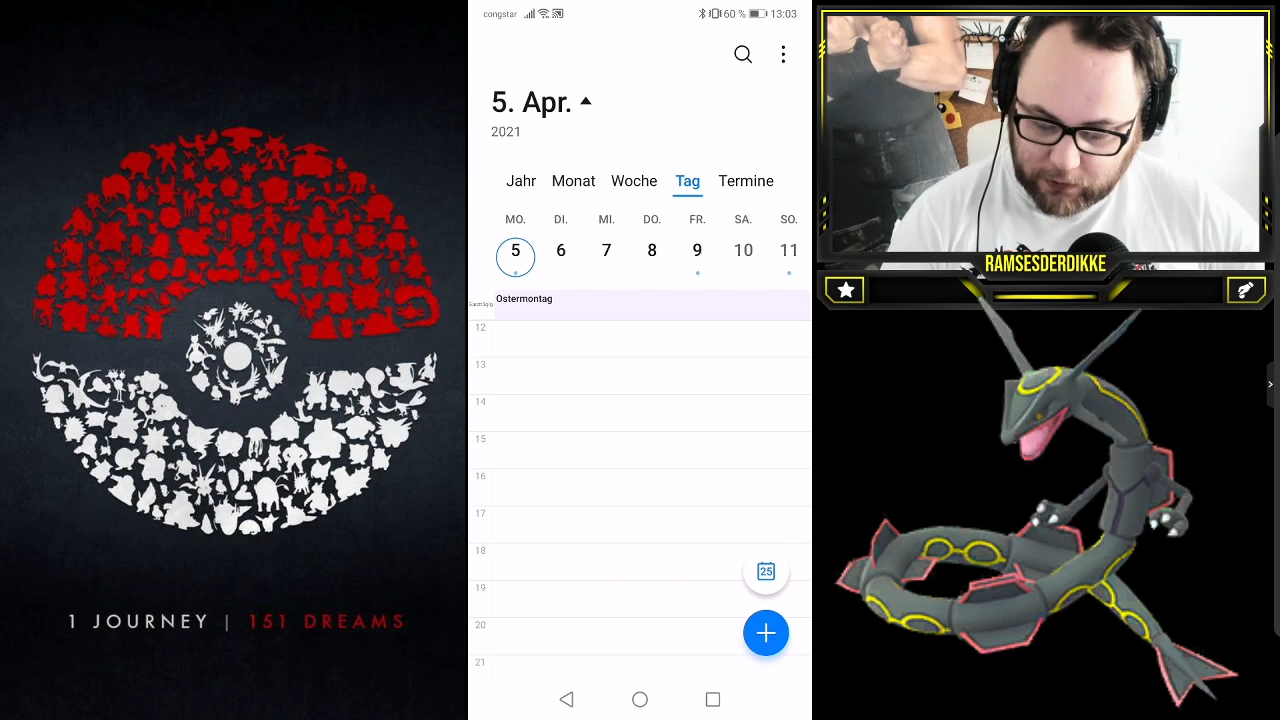 1 JOURNEY | 151 DREAMS
congstar 60 % 13:03
5. Apr.
2021
Jahr Monat Woche Tag Termine
MO. DI. MI. DO. FR. SA. SO.
5 6 7 8 9 10 11
Ganztägig Ostermontag
12
13
14
15
16
17
18
25
19
20
21
RAMSESDERDIKKE